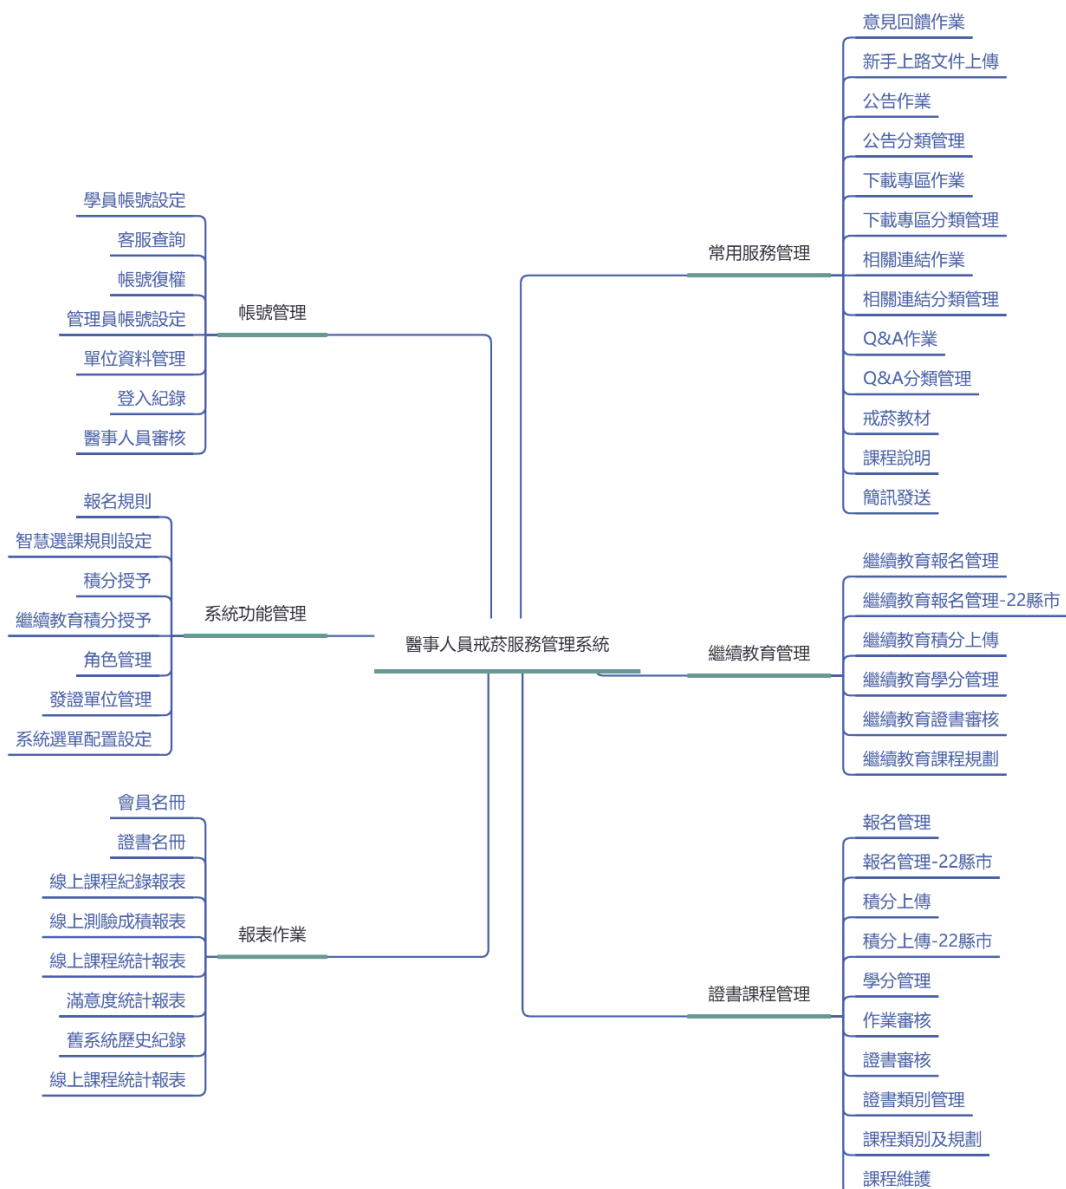 醫事人員戒菸服務管理系統
常用服務管理
意見回饋作業
新手上路文件上傳
公告作業
公告分類管理
下載專區作業
下載專區分類管理
相關連結作業
相關連結分類管理
Q&A作業
Q&A分類管理
戒菸教材
課程說明
簡訊發送
繼續教育管理
繼續教育報名管理
繼續教育報名管理-22縣市
繼續教育積分上傳
繼續教育學分管理
繼續教育證書審核
繼續教育課程規劃
證書課程管理
報名管理
報名管理-22縣市
積分上傳
積分上傳-22縣市
學分管理
作業審核
證書審核
證書類別管理
課程類別及規劃
課程維護
帳號管理
學員帳號設定
客服查詢
帳號復權
管理員帳號設定
單位資料管理
登入紀錄
醫事人員審核
系統功能管理
報名規則
智慧選課規則設定
積分授予
繼續教育積分授予
角色管理
發證單位管理
系統選單配置設定
報表作業
會員名冊
證書名冊
線上課程紀錄報表
線上測驗成積報表
線上課程統計報表
滿意度統計報表
舊系統歷史紀錄
線上課程統計報表